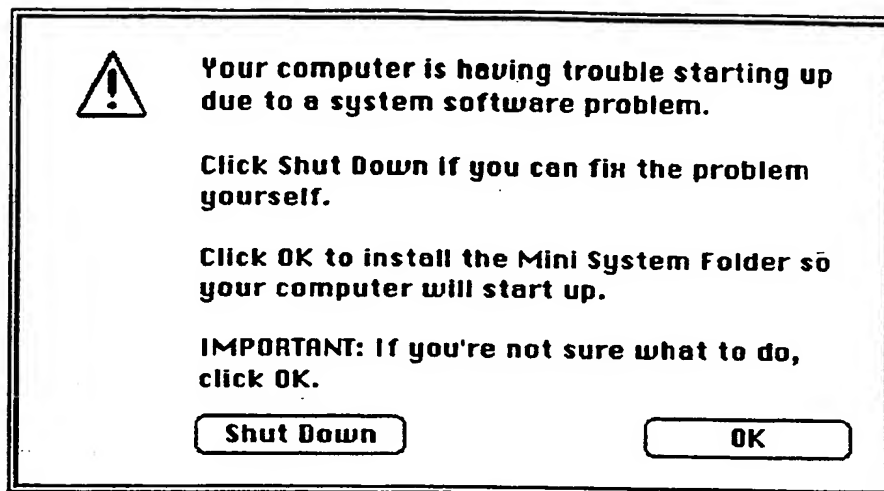 Your computer is having trouble starting up
due to a system software problem.
Click Shut Down if you can fix the problem
yourself.
Click OK to install the Mini System Folder so
your computer will start up.
IMPORTANT: If you're not sure what to do,
click OK.
Shut Down
OK